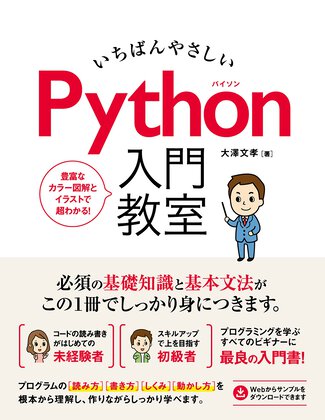 いちばんやさしい
Python
パイソン
入門
教室
大澤文孝［著］
豊富な
カラー図解と
イラストで
超わかる！
必須の基礎知識と基本文法が
この1冊でしっかり身につきます。
コードの読み書き
がはじめての
未経験者
スキルアップ
で上を目指す
初級者
プログラミングを学ぶ
すべてのビギナーに
最良の入門書！
プログラムの［読み方］［書き方］［しくみ］［動かし方］を
根本から理解し、作りながらしっかり学べます。
Webからサンプルを
ダウンロードできます